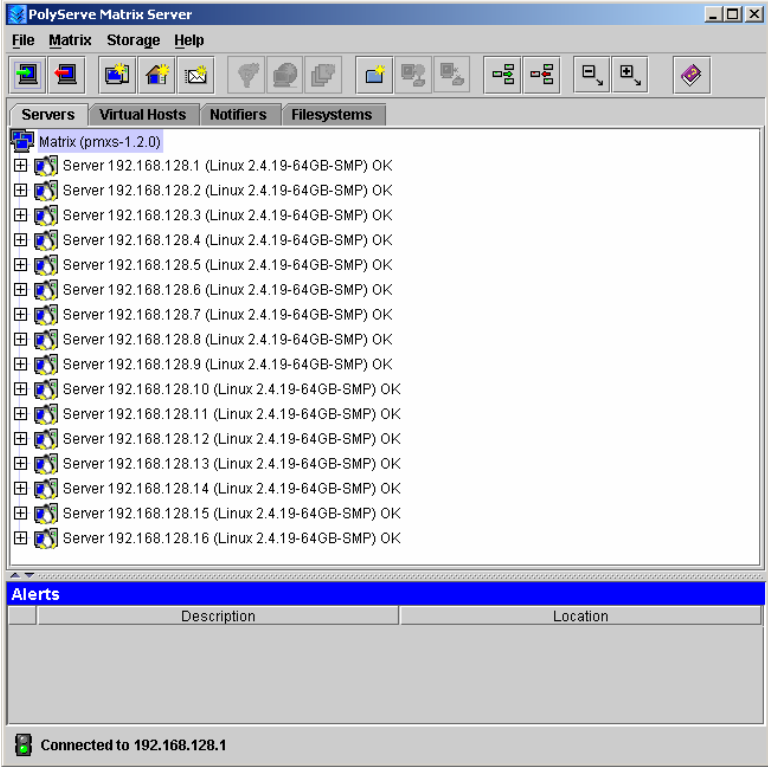 PolyServe Matrix Server
File Matrix Storage Help
Servers Virtual Hosts Notifiers Filesystems
Matrix (pmxs-1.2.0)
Server 192.168.128.1 (Linux 2.4.19-64GB-SMP) OK
Server 192.168.128.2 (Linux 2.4.19-64GB-SMP) OK
Server 192.168.128.3 (Linux 2.4.19-64GB-SMP) OK
Server 192.168.128.4 (Linux 2.4.19-64GB-SMP) OK
Server 192.168.128.5 (Linux 2.4.19-64GB-SMP) OK
Server 192.168.128.6 (Linux 2.4.19-64GB-SMP) OK
Server 192.168.128.7 (Linux 2.4.19-64GB-SMP) OK
Server 192.168.128.8 (Linux 2.4.19-64GB-SMP) OK
Server 192.168.128.9 (Linux 2.4.19-64GB-SMP) OK
Server 192.168.128.10 (Linux 2.4.19-64GB-SMP) OK
Server 192.168.128.11 (Linux 2.4.19-64GB-SMP) OK
Server 192.168.128.12 (Linux 2.4.19-64GB-SMP) OK
Server 192.168.128.13 (Linux 2.4.19-64GB-SMP) OK
Server 192.168.128.14 (Linux 2.4.19-64GB-SMP) OK
Server 192.168.128.15 (Linux 2.4.19-64GB-SMP) OK
Server 192.168.128.16 (Linux 2.4.19-64GB-SMP) OK
Alerts
Description Location
Connected to 192.168.128.1